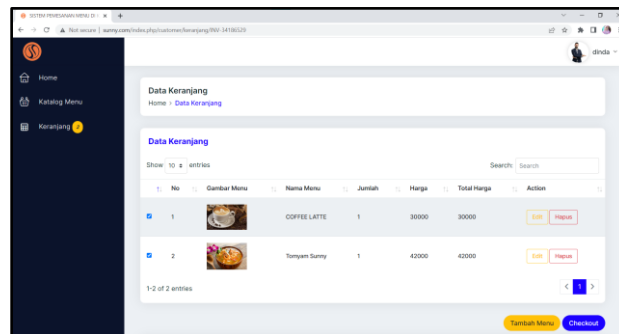 SISTEM PEMESANAN MENU DI
Not secure | sunny.com/index.php/customer/keranjang/INV-34186329
dinda
Home
Katalog Menu
Keranjang 2
Data Keranjang
Home > Data Keranjang
Data Keranjang
Show 10 entries
Search: Search
No Gambar Menu Nama Menu Jumlah Harga Total Harga Action
1 COFFEE LATTE 1 30000 30000 Edit Hapus
2 Tomyam Sunny 1 42000 42000 Edit Hapus
1-2 of 2 entries
< 1 >
Tambah Menu Checkout